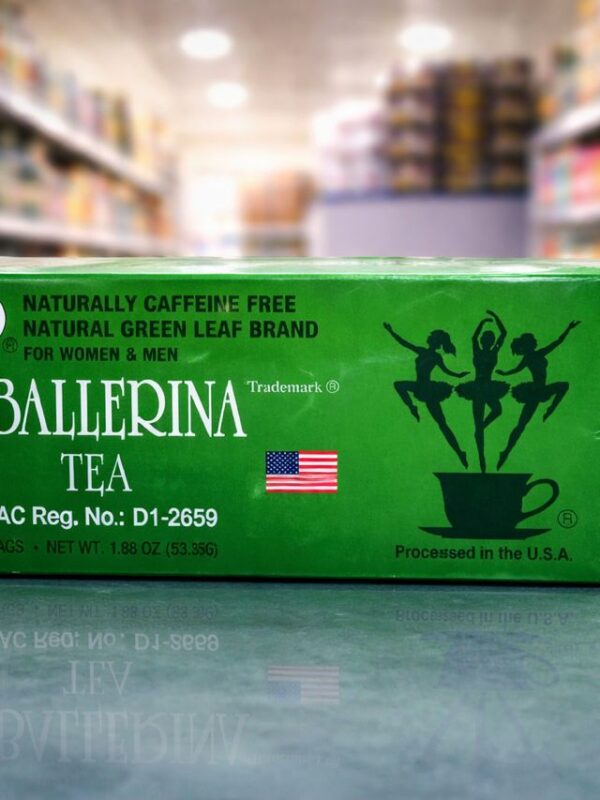 NATURALLY CAFFEINE FREE
NATURAL GREEN LEAF BRAND
®
FOR WOMEN & MEN
BALLERINA
Trademark ®
TEA
AC Reg. No.: D1-2659
AGS • NET WT. 1.88 OZ (53.35G)
®
Processed in the U.S.A.